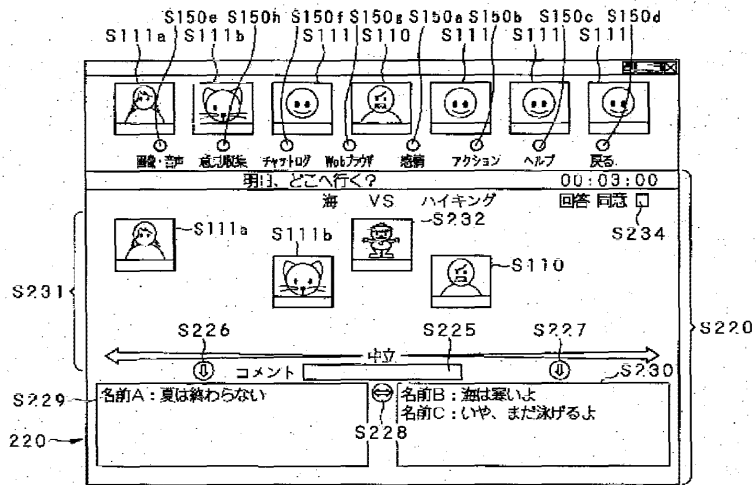 S150e S150h S150f S150g S150a S150b S150c S150d
S111a S111b S111 S110 S111 S111 S111
画像・音声 意見収集 チャットログ Webブラウザ 感情 アクション ヘルプ 戻る
明日、どこへ行く? 00:03:00
海 VS ハイキング 回答 同意
S111a S232 S234
S111b
S110
S231
S220
S226 S225 S227
中立
コメント S230
S229 名前A:夏は終わらない 名前B:海は寒いよ
名前C:いや、まだ泳げるよ
220 S228